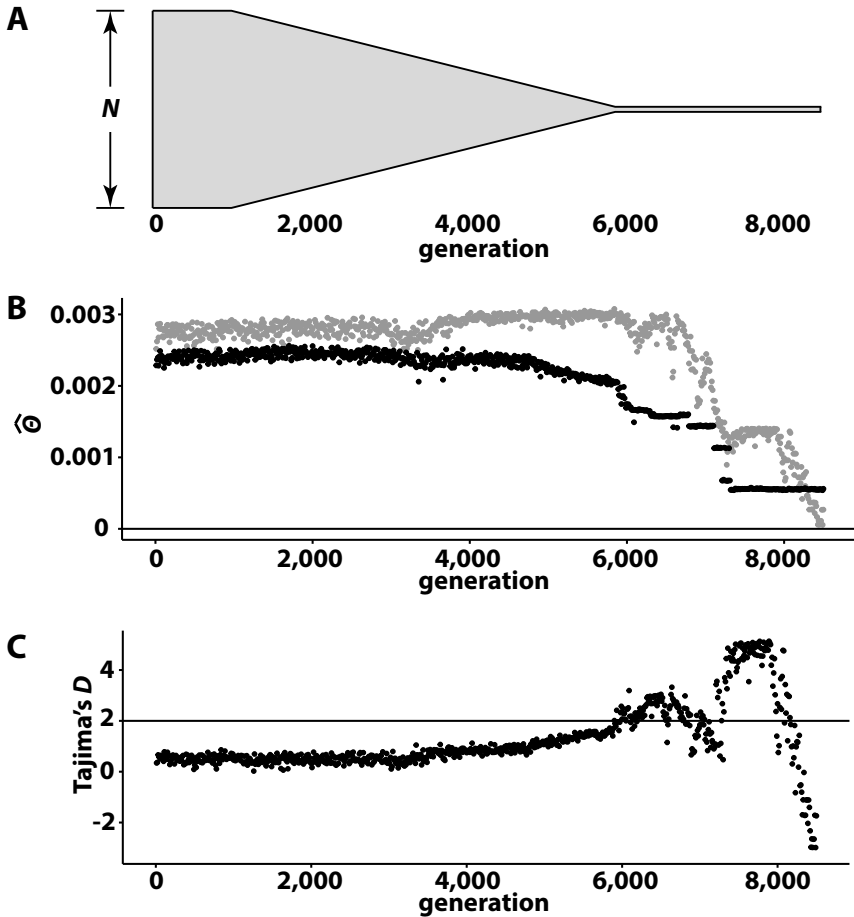 A
N
0 2,000 4,000 6,000 8,000
generation
B
0.003
0.002
0.001
0
Θ̂
0 2,000 4,000 6,000 8,000
generation
C
4
2
0
-2
Tajima's D
0 2,000 4,000 6,000 8,000
generation